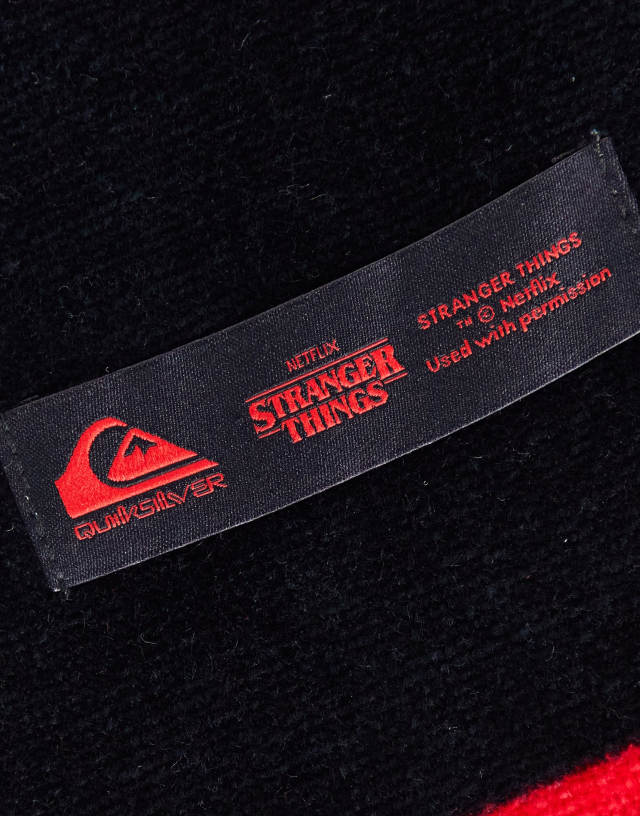 QUIKSILVER
NETFLIX
STRANGER
THINGS
STRANGER THINGS
TM © Netflix
Used with permission